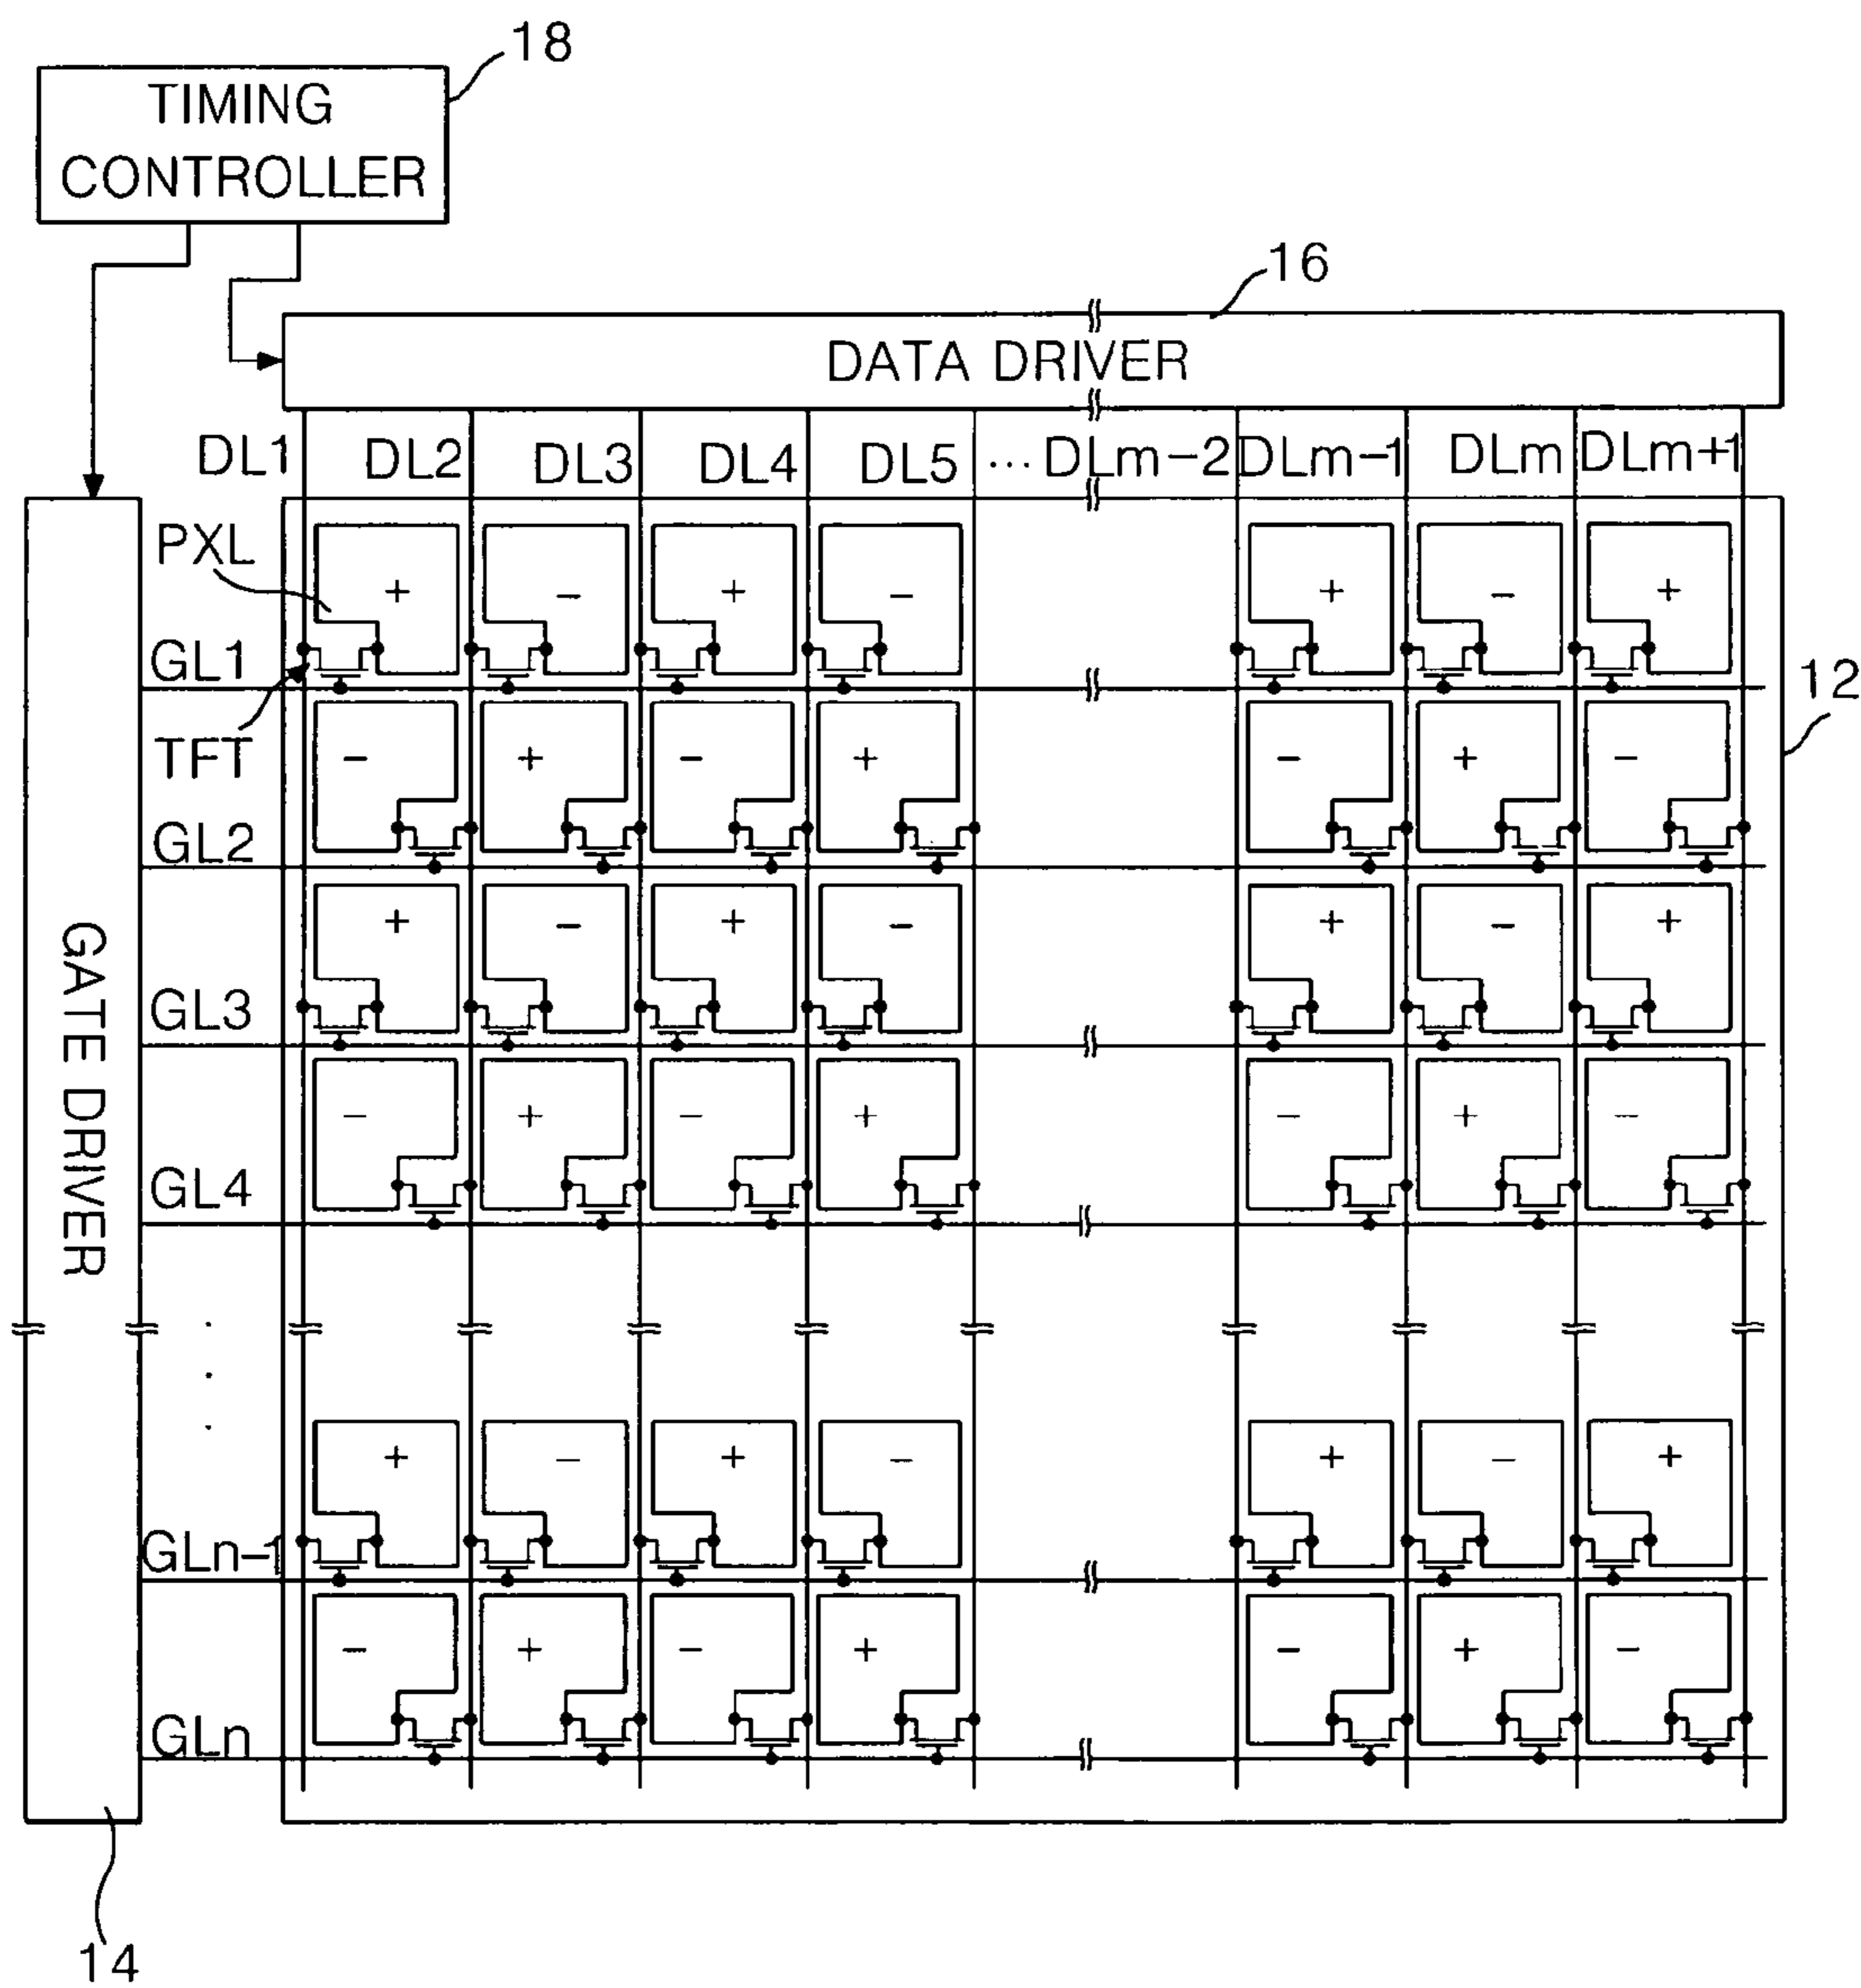 18
TIMING
CONTROLLER
16
DATA DRIVER
DL1 DL2 DL3 DL4 DL5 ... DLm-2 DLm-1 DLm DLm+1
PXL
+ - + - + - +
GL1
12
TFT
- + - + - + -
GL2
+ - + - + - +
GL3
GATE DRIVER
- + - + - + -
GL4
+ - + - + - +
GLn-1
- + - + - + -
GLn
14